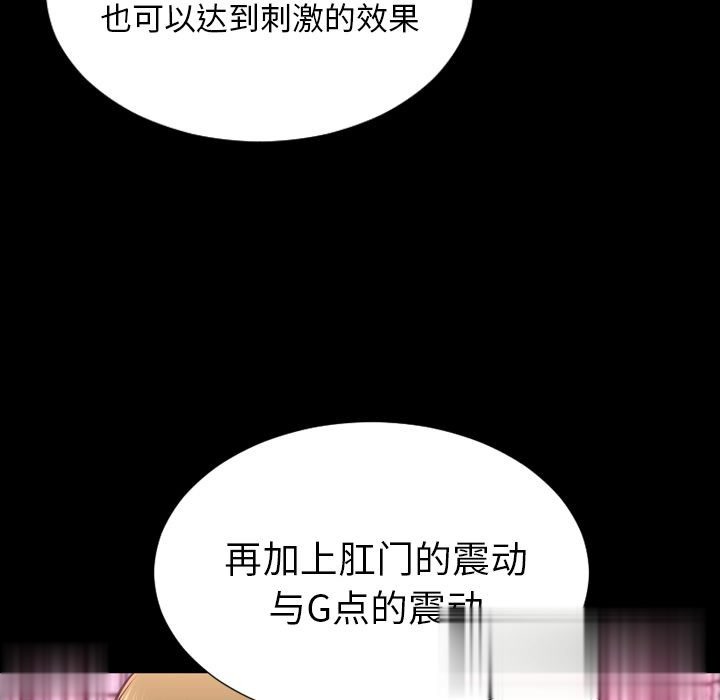 也可以达到刺激的效果
再加上肛门的震动
与G点的震动